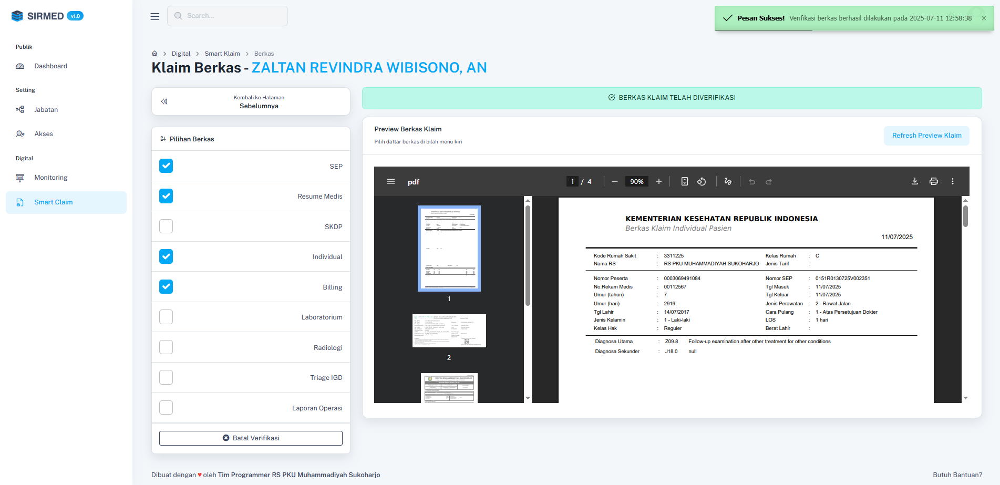 SIRMED v1.0
Search...
Pesan Sukses! Verifikasi berkas berhasil dilakukan pada 2025-07-11 12:58:38 ×
Publik
Dashboard
Setting
Jabatan
Akses
Digital
Monitoring
Smart Claim
Digital > Smart Klaim > Berkas
Klaim Berkas - ZALTAN REVINDRA WIBISONO, AN
Kembali ke Halaman
Sebelumnya
Pilihan Berkas
SEP
Resume Medis
SKDP
Individual
Billing
Laboratorium
Radiologi
Triage IGD
Laporan Operasi
Batal Verifikasi
BERKAS KLAIM TELAH DIVERIFIKASI
Preview Berkas Klaim
Pilih daftar berkas di bilah menu kiri
Refresh Preview Klaim
pdf
1 / 4
90%
1
2
RS PKU MUHAMMADIYAH SUKOHARJO
KEMENTERIAN KESEHATAN REPUBLIK INDONESIA
Berkas Klaim Individual Pasien
11/07/2025
Kode Rumah Sakit : 3311225 Kelas Rumah : C
Nama RS : RS PKU MUHAMMADIYAH SUKOHARJO Jenis Tarif :
Nomor Peserta : 0003069491084 Nomor SEP : 0151R0130725V002351
No.Rekam Medis : 00112567 Tgl Masuk : 11/07/2025
Umur (tahun) : 7 Tgl Keluar : 11/07/2025
Umur (hari) : 2919 Jenis Perawatan : 2 - Rawat Jalan
Tgl Lahir : 14/07/2017 Cara Pulang : 1 - Atas Persetujuan Dokter
Jenis Kelamin : 1 - Laki-laki LOS : 1 hari
Kelas Hak : Reguler Berat Lahir :
Diagnosa Utama : Z09.8 Follow-up examination after other treatment for other conditions
Diagnosa Sekunder : J18.0 null
Dibuat dengan ♥ oleh Tim Programmer RS PKU Muhammadiyah Sukoharjo
Butuh Bantuan?